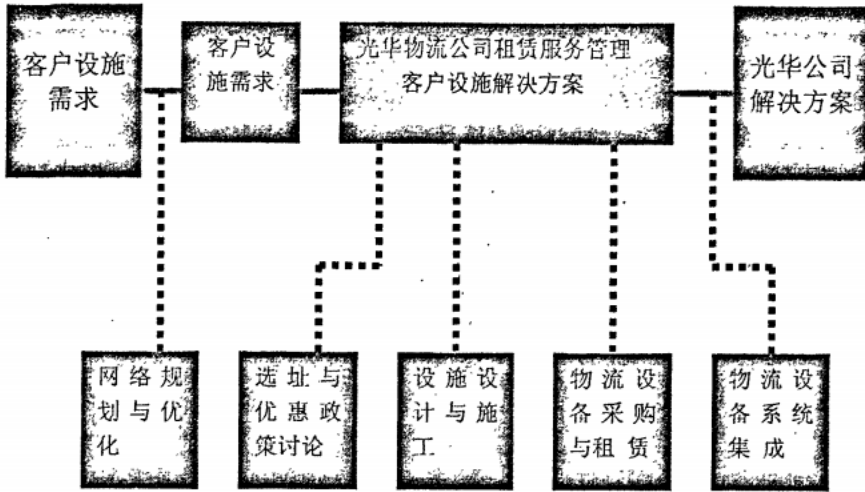 客户设施
需求
客户设
施需求
光华物流公司租赁服务管理
客户设施解决方案
光华公司
解决方案
网络规
划与优
化
选址与
优惠政
策讨论
设施设
计与施
工
物流设
备采购
与租赁
物流设
备系统
集成